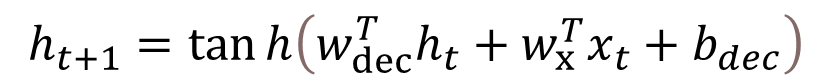 h_{t+1} = tan h(w_{dec}^T h_t + w_x^T x_t + b_{dec})